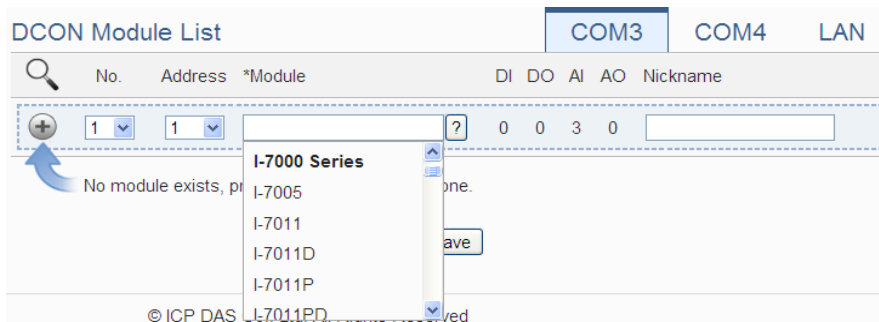 DCON Module List COM3 COM4 LAN
No. Address *Module DI DO AI AO Nickname
1 1 ? 0 0 3 0
I-7000 Series
No module exists, pr one.
I-7005
I-7011
I-7011D ave
I-7011P
I-7011PD
© ICP DAS ved